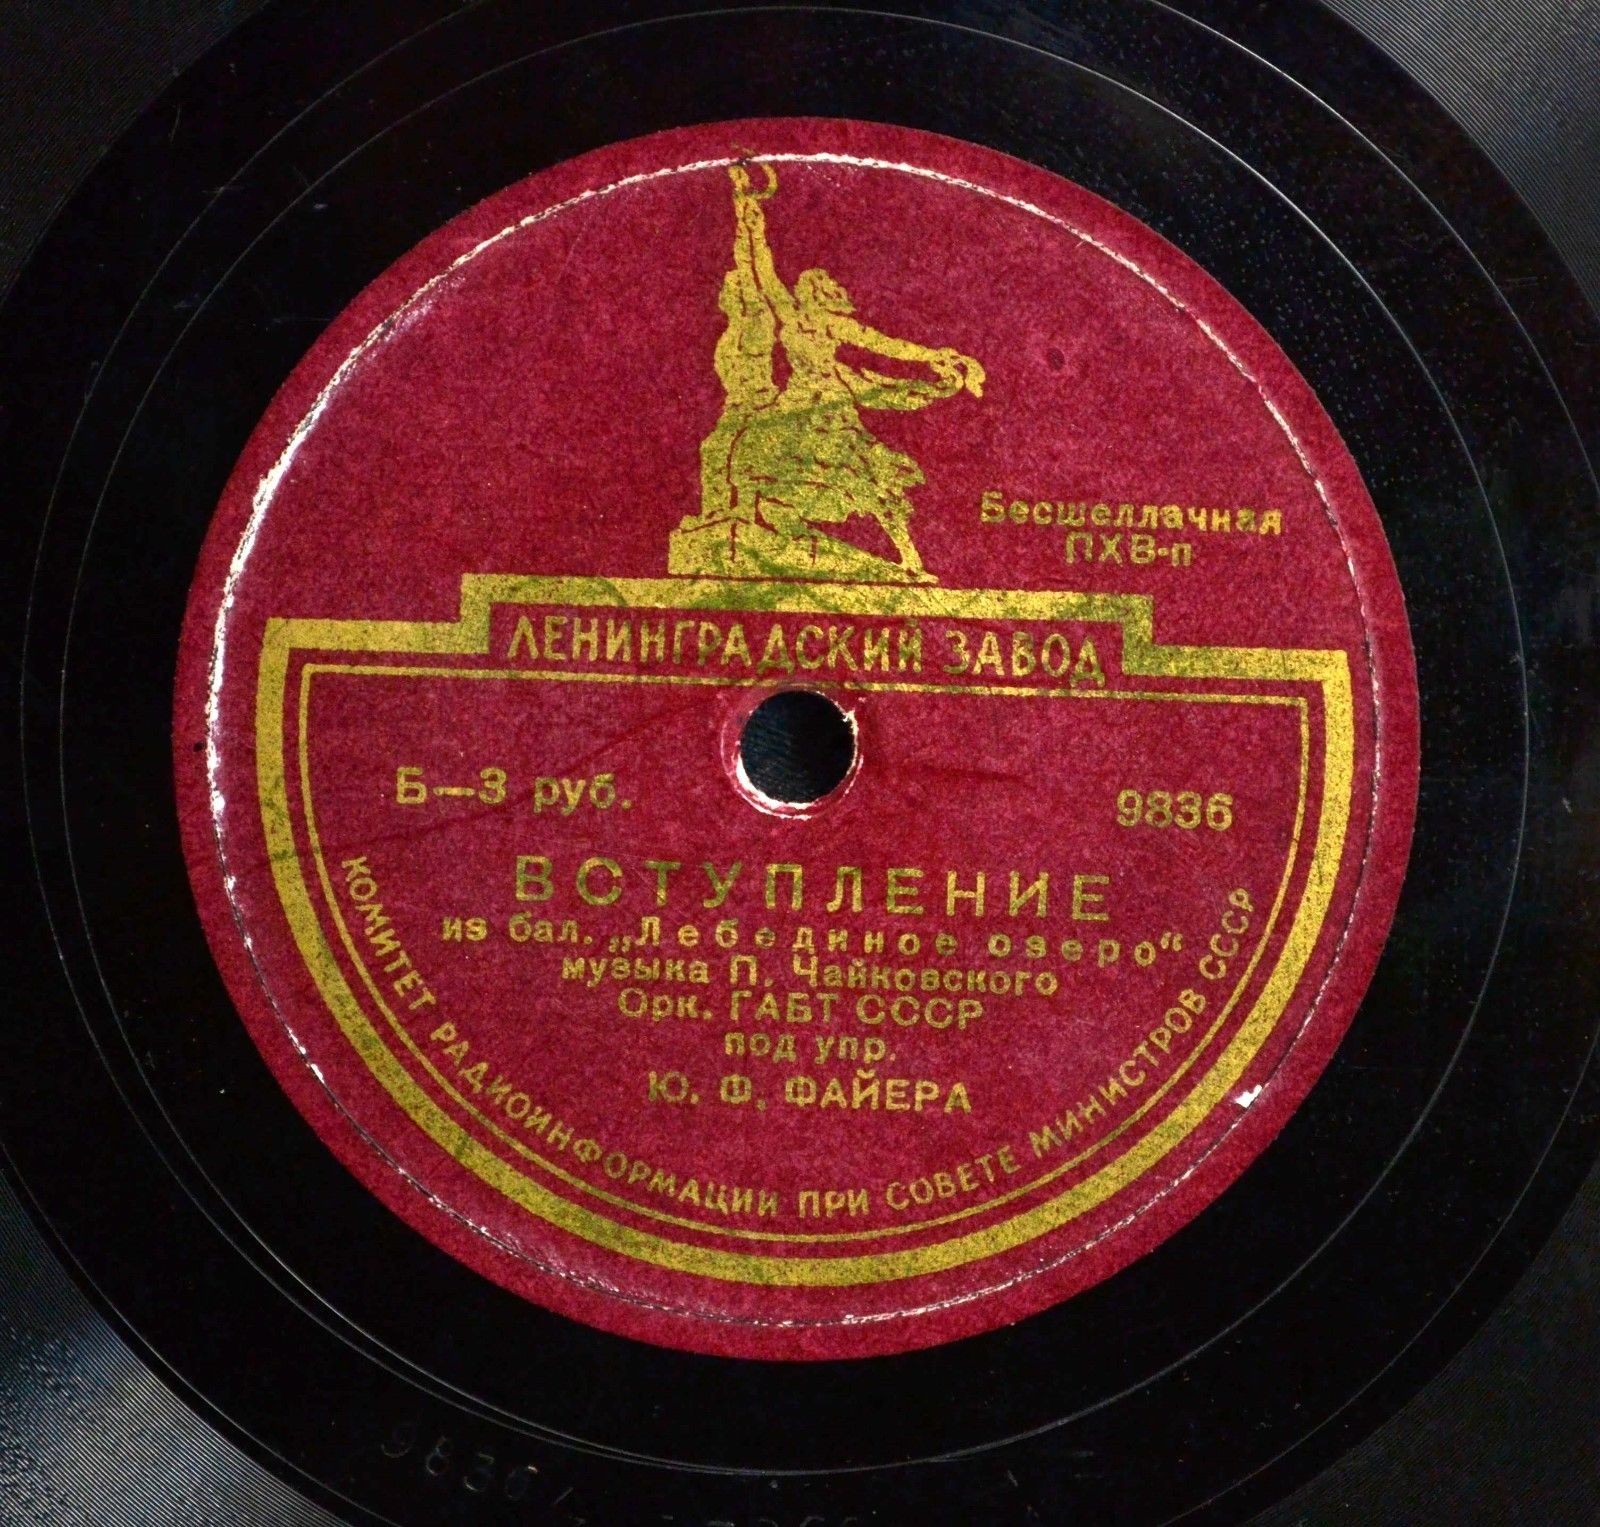 Бесшеллачная
ПХВ-п
ЛЕНИНГРАДСКИЙ ЗАВОД
Б—3 руб.
9836
ВСТУПЛЕНИЕ
из бал. „Лебединое озеро“
музыка П. Чайковского
Орк. ГАБТ СССР
под упр.
Ю. Ф. ФАЙЕРА
КОМИТЕТ РАДИОИНФОРМАЦИИ ПРИ СОВЕТЕ МИНИСТРОВ СССР